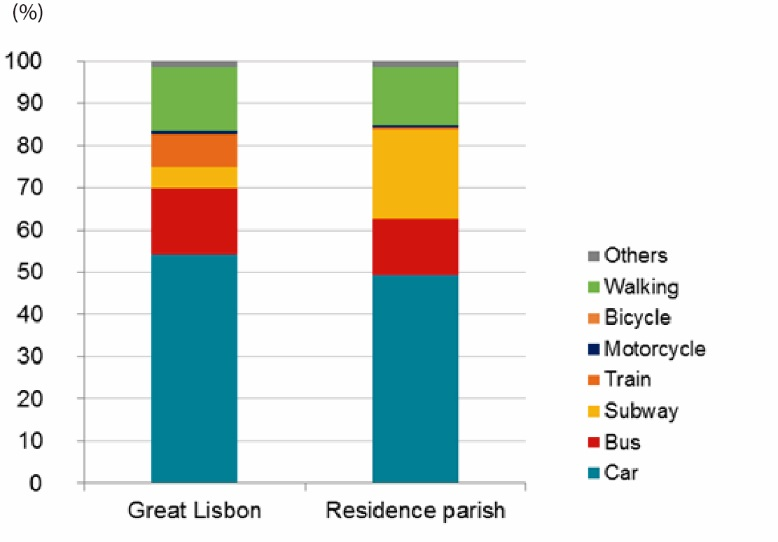 (%)
100
90
80
70
60
50
40
30
20
10
0
Great Lisbon
Residence parish
Others
Walking
Bicycle
Motorcycle
Train
Subway
Bus
Car